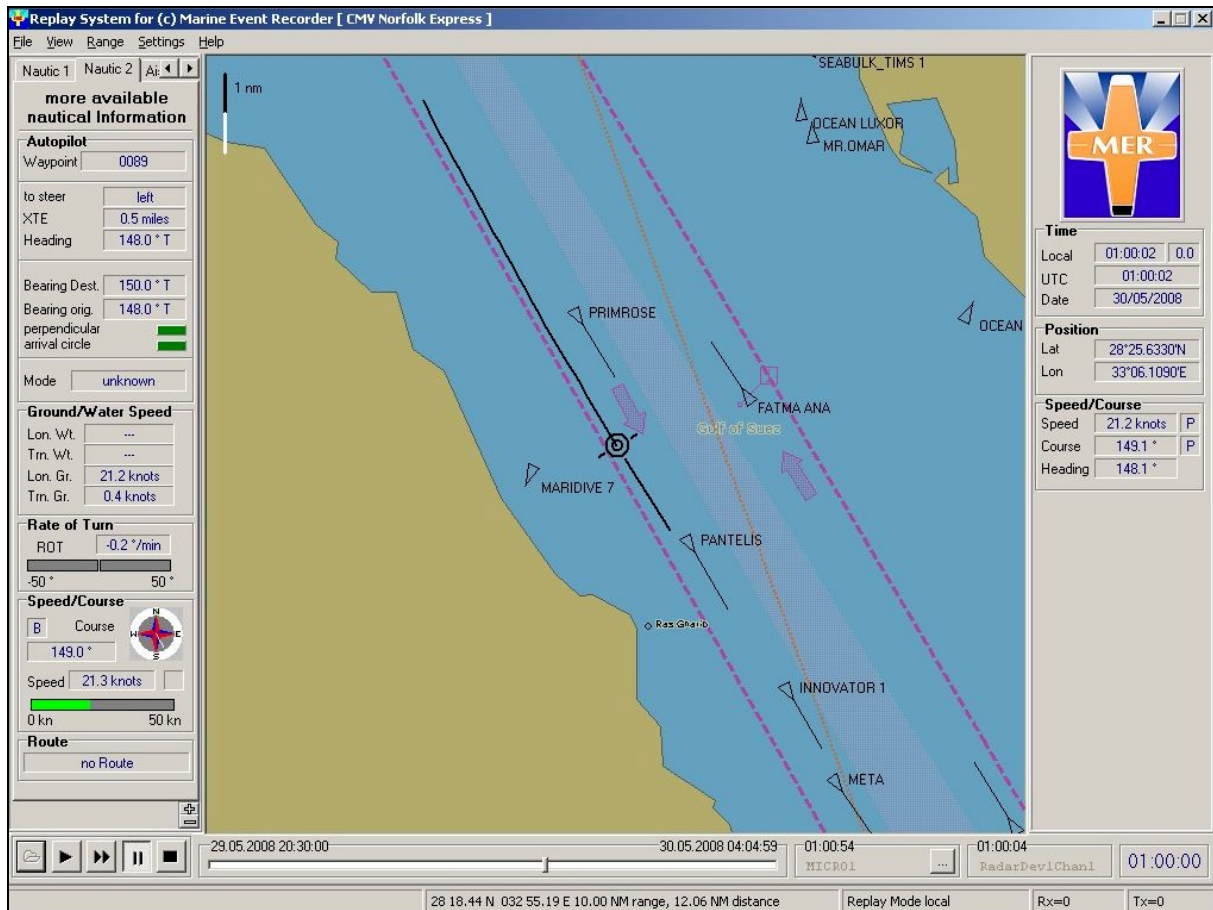 Replay System for (c) Marine Event Recorder [ CMV Norfolk Express ]
File View Range Settings Help
Nautic 1 Nautic 2
more available
nautical Information
Autopilot
Waypoint 0089
to steer left
XTE 0.5 miles
Heading 148.0 ° T
Bearing Dest. 150.0 ° T
Bearing orig. 148.0 ° T
perpendicular
arrival circle
Mode unknown
Ground/Water Speed
Lon. Wt. ---
Trn. Wt. ---
Lon. Gr. 21.2 knots
Trn. Gr. 0.4 knots
Rate of Turn
ROT -0.2 °/min
-50 ° 50 °
Speed/Course
B Course
N
W E
S
149.0 °
Speed 21.3 knots
0 kn 50 kn
Route
no Route
1 nm
SEABULK_TIMS 1
OCEAN LUXOR
MR.OMAR
OCEAN
PRIMROSE
FATMA ANA
Gulf of Suez
MARIDIVE 7
PANTELIS
Ras Gharib
INNOVATOR 1
META
MER
Time
Local 01:00:02 0.0
UTC 01:00:02
Date 30/05/2008
Position
Lat 28°25.6330'N
Lon 33°06.1090'E
Speed/Course
Speed 21.2 knots P
Course 149.1 ° P
Heading 148.1 °
29.05.2008 20:30:00 30.05.2008 04:04:59
01:00:54
MICR01 ...
01:00:04
RadarDev1Chan1
01:00:00
28 18.44 N 032 55.19 E 10.00 NM range, 12.06 NM distance
Replay Mode local
Rx=0
Tx=0